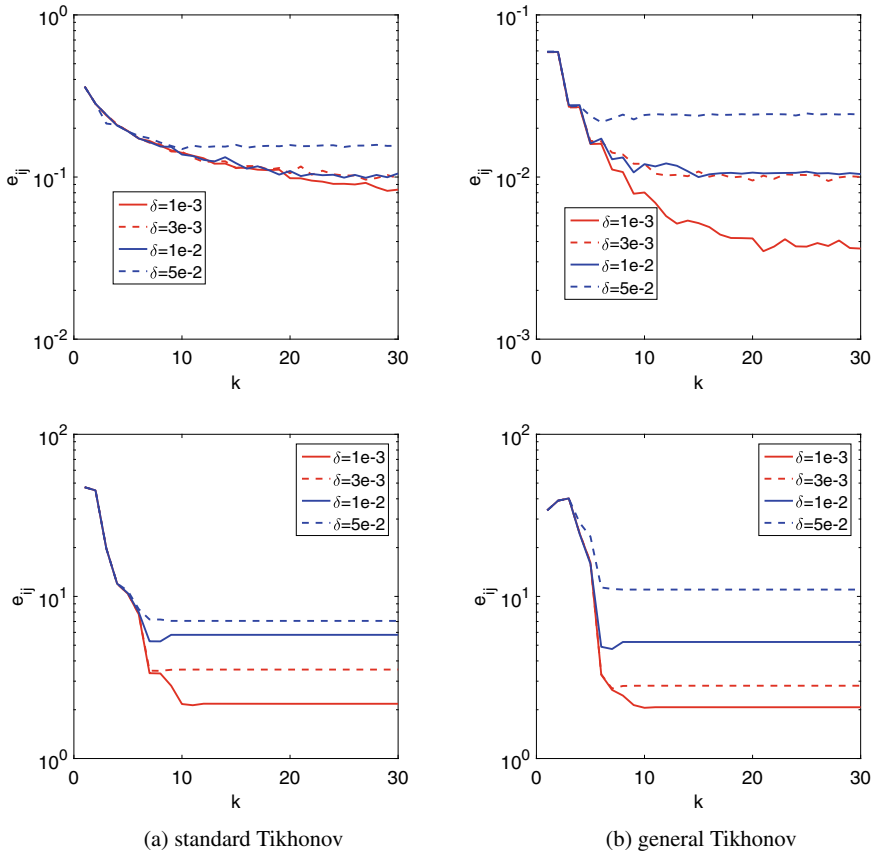 10^0
10^-1
10^-2
e_ij
0 10 20 30
k
δ=1e-3
δ=3e-3
δ=1e-2
δ=5e-2
10^-1
10^-2
10^-3
e_ij
0 10 20 30
k
δ=1e-3
δ=3e-3
δ=1e-2
δ=5e-2
10^2
10^1
10^0
e_ij
0 10 20 30
k
δ=1e-3
δ=3e-3
δ=1e-2
δ=5e-2
(a) standard Tikhonov
10^2
10^1
10^0
e_ij
0 10 20 30
k
δ=1e-3
δ=3e-3
δ=1e-2
δ=5e-2
(b) general Tikhonov